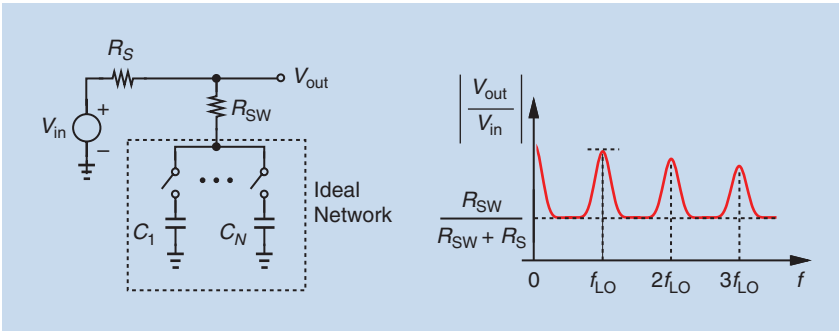 R_S
V_out
R_SW
V_in
+
−
C_1
C_N
Ideal
Network
|V_out / V_in|
R_SW / (R_SW + R_S)
0
f_LO
2f_LO
3f_LO
f